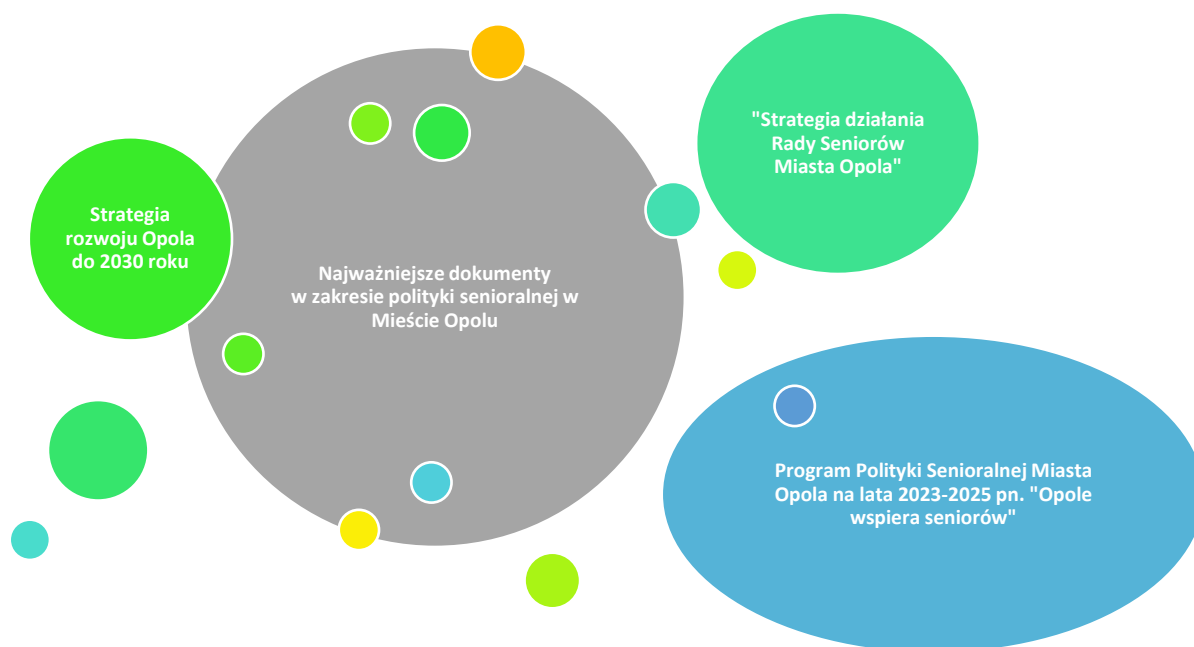 "Strategia działania
Rady Seniorów
Miasta Opola"
Strategia
rozwoju Opola
do 2030 roku
Najważniejsze dokumenty
w zakresie polityki senioralnej w
Mieście Opolu
Program Polityki Senioralnej Miasta
Opola na lata 2023-2025 pn. "Opole
wspiera seniorów"